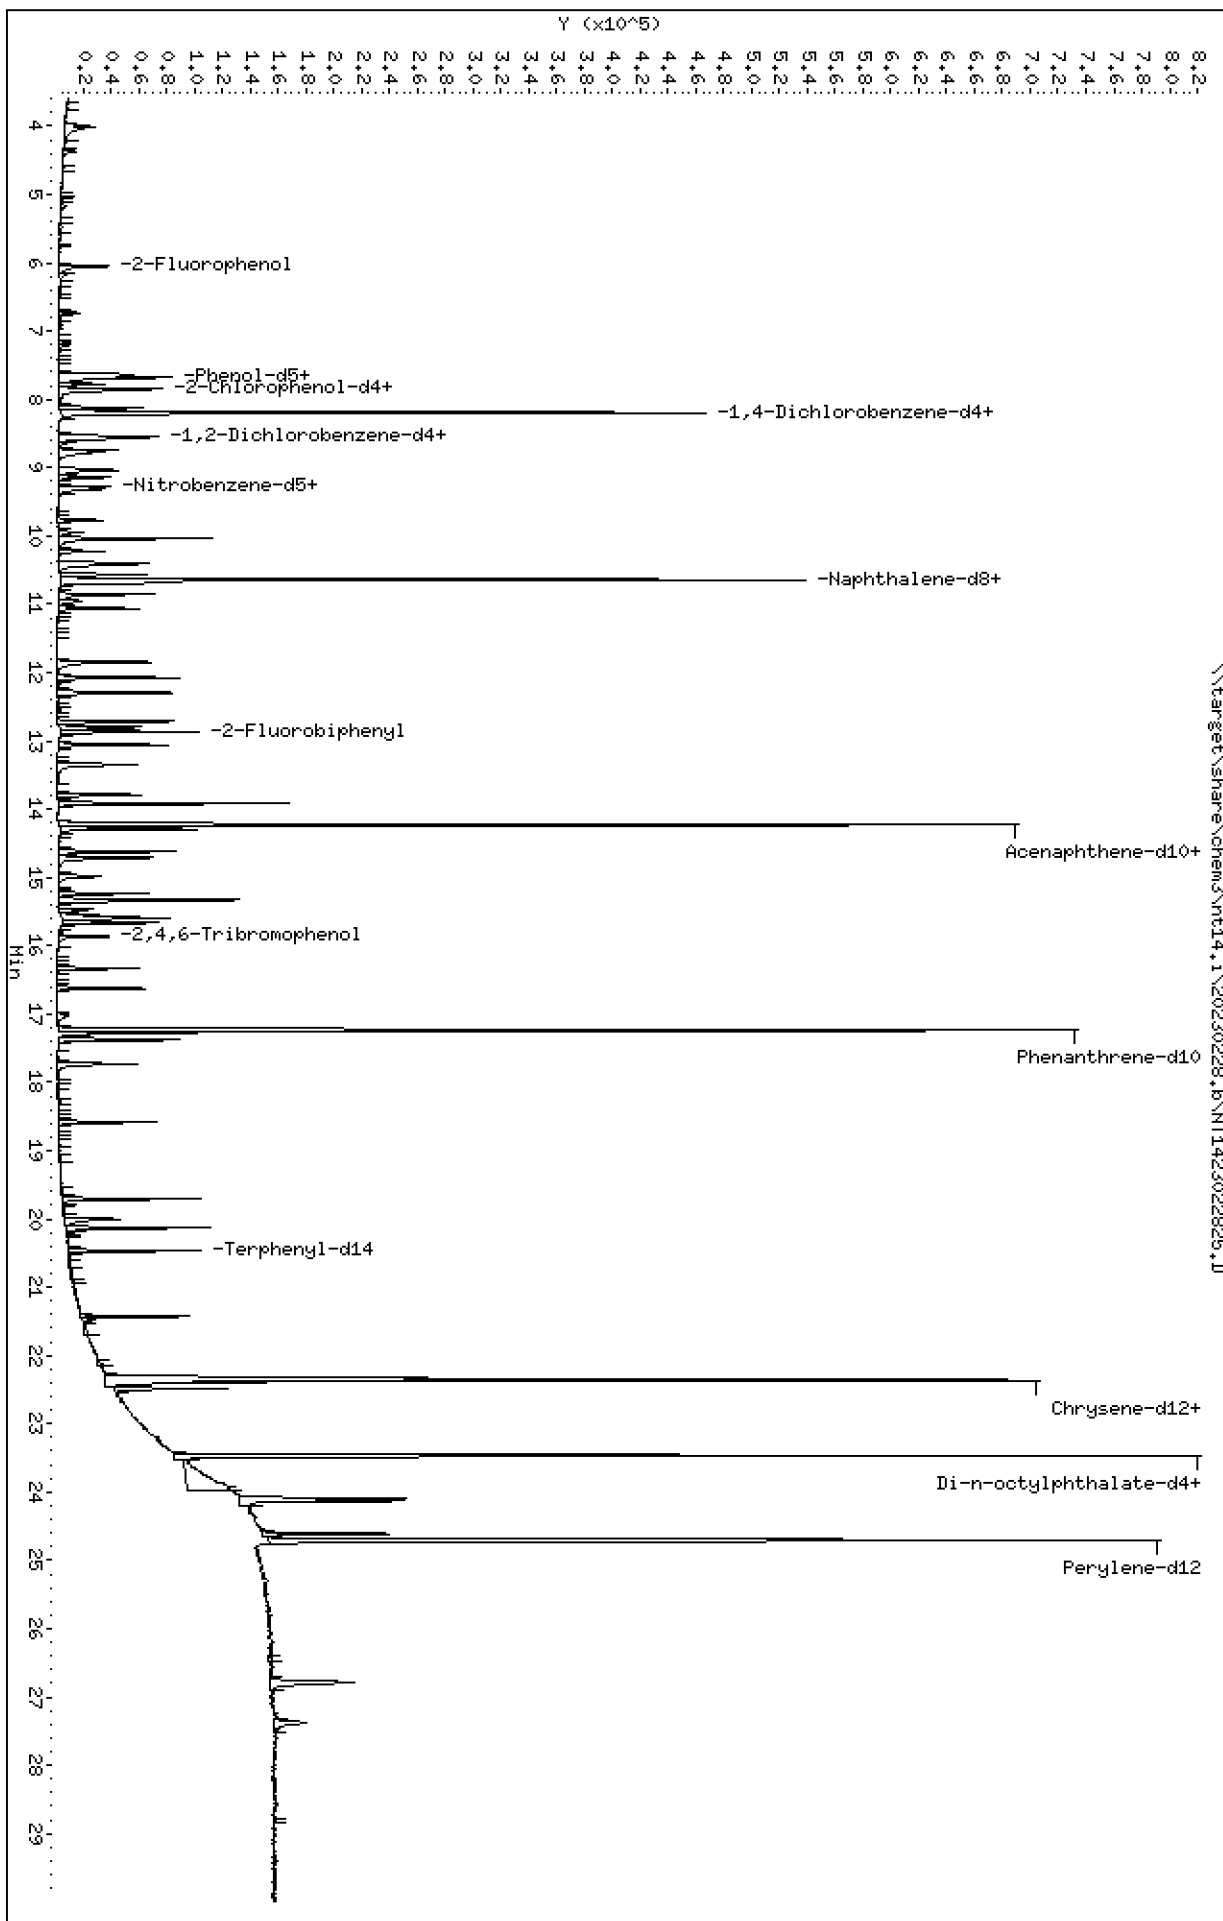 \\target\share\chem3\nt14.i\20230228.b\NT1423022825.D
Y (x10^5)
8.2
8.0
7.8
7.6
7.4
7.2
7.0
6.8
6.6
6.4
6.2
6.0
5.8
5.6
5.4
5.2
5.0
4.8
4.6
4.4
4.2
4.0
3.8
3.6
3.4
3.2
3.0
2.8
2.6
2.4
2.2
2.0
1.8
1.6
1.4
1.2
1.0
0.8
0.6
0.4
0.2
-2-Fluorophenol
-Phenol-d5+
-2-Chlorophenol-d4+
-1,4-Dichlorobenzene-d4+
-1,2-Dichlorobenzene-d4+
-Nitrobenzene-d5+
-Naphthalene-d8+
-2-Fluorobiphenyl
Acenaphthene-d10+
-2,4,6-Tribromophenol
Phenanthrene-d10
-Terphenyl-d14
Chrysene-d12+
Di-n-octylphthalate-d4+
Perylene-d12
4 5 6 7 8 9 10 11 12 13 14 15 16 17 18 19 20 21 22 23 24 25 26 27 28 29
Min